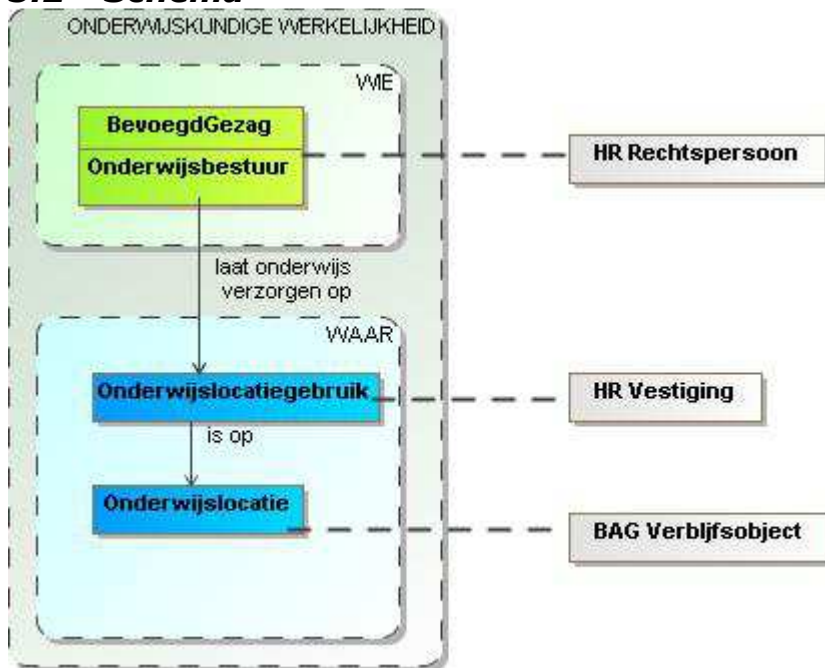 ONDERWIJSKUNDIGE WERKELIJKHEID
WIE
BevoegdGezag
Onderwijsbestuur
HR Rechtspersoon
laat onderwijs
verzorgen op
WAAR
Onderwijslocatiegebruik
HR Vestiging
is op
Onderwijslocatie
BAG Verbljfsobject